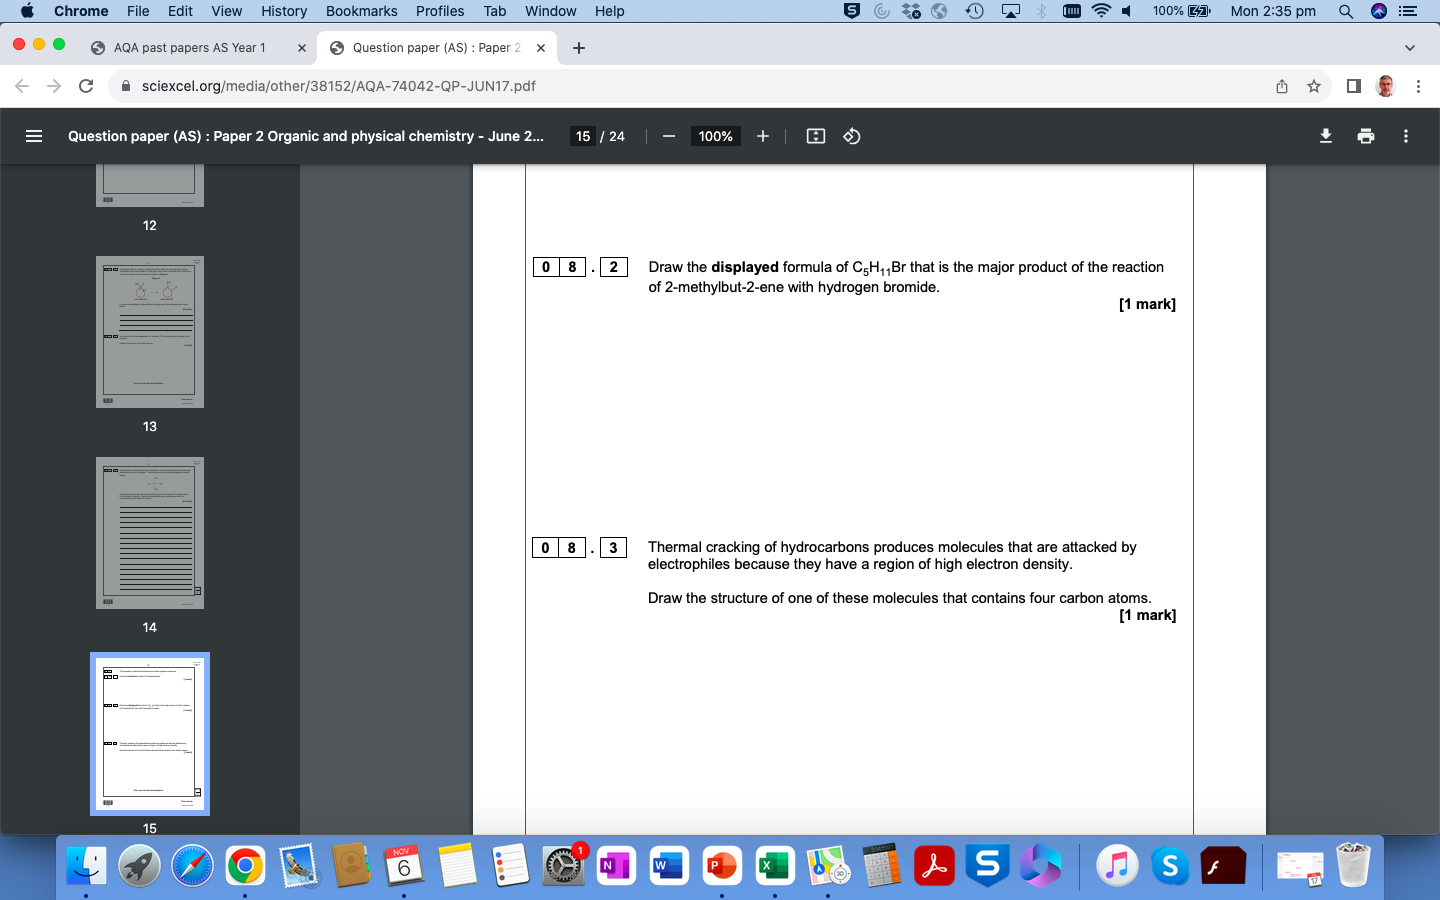 Chrome File Edit View History Bookmarks Profiles Tab Window Help 100% Mon 2:35 pm
AQA past papers AS Year 1 Question paper (AS) : Paper 2
sciexcel.org/media/other/38152/AQA-74042-QP-JUN17.pdf
Question paper (AS) : Paper 2 Organic and physical chemistry - June 2... 15 / 24 100%
12
13
14
15
0 8 . 2 Draw the displayed formula of C₅H₁₁Br that is the major product of the reaction
of 2-methylbut-2-ene with hydrogen bromide.
[1 mark]
0 8 . 3 Thermal cracking of hydrocarbons produces molecules that are attacked by
electrophiles because they have a region of high electron density.
Draw the structure of one of these molecules that contains four carbon atoms.
[1 mark]
NOV
6
1
N
W
P
X
3D
S
S
17